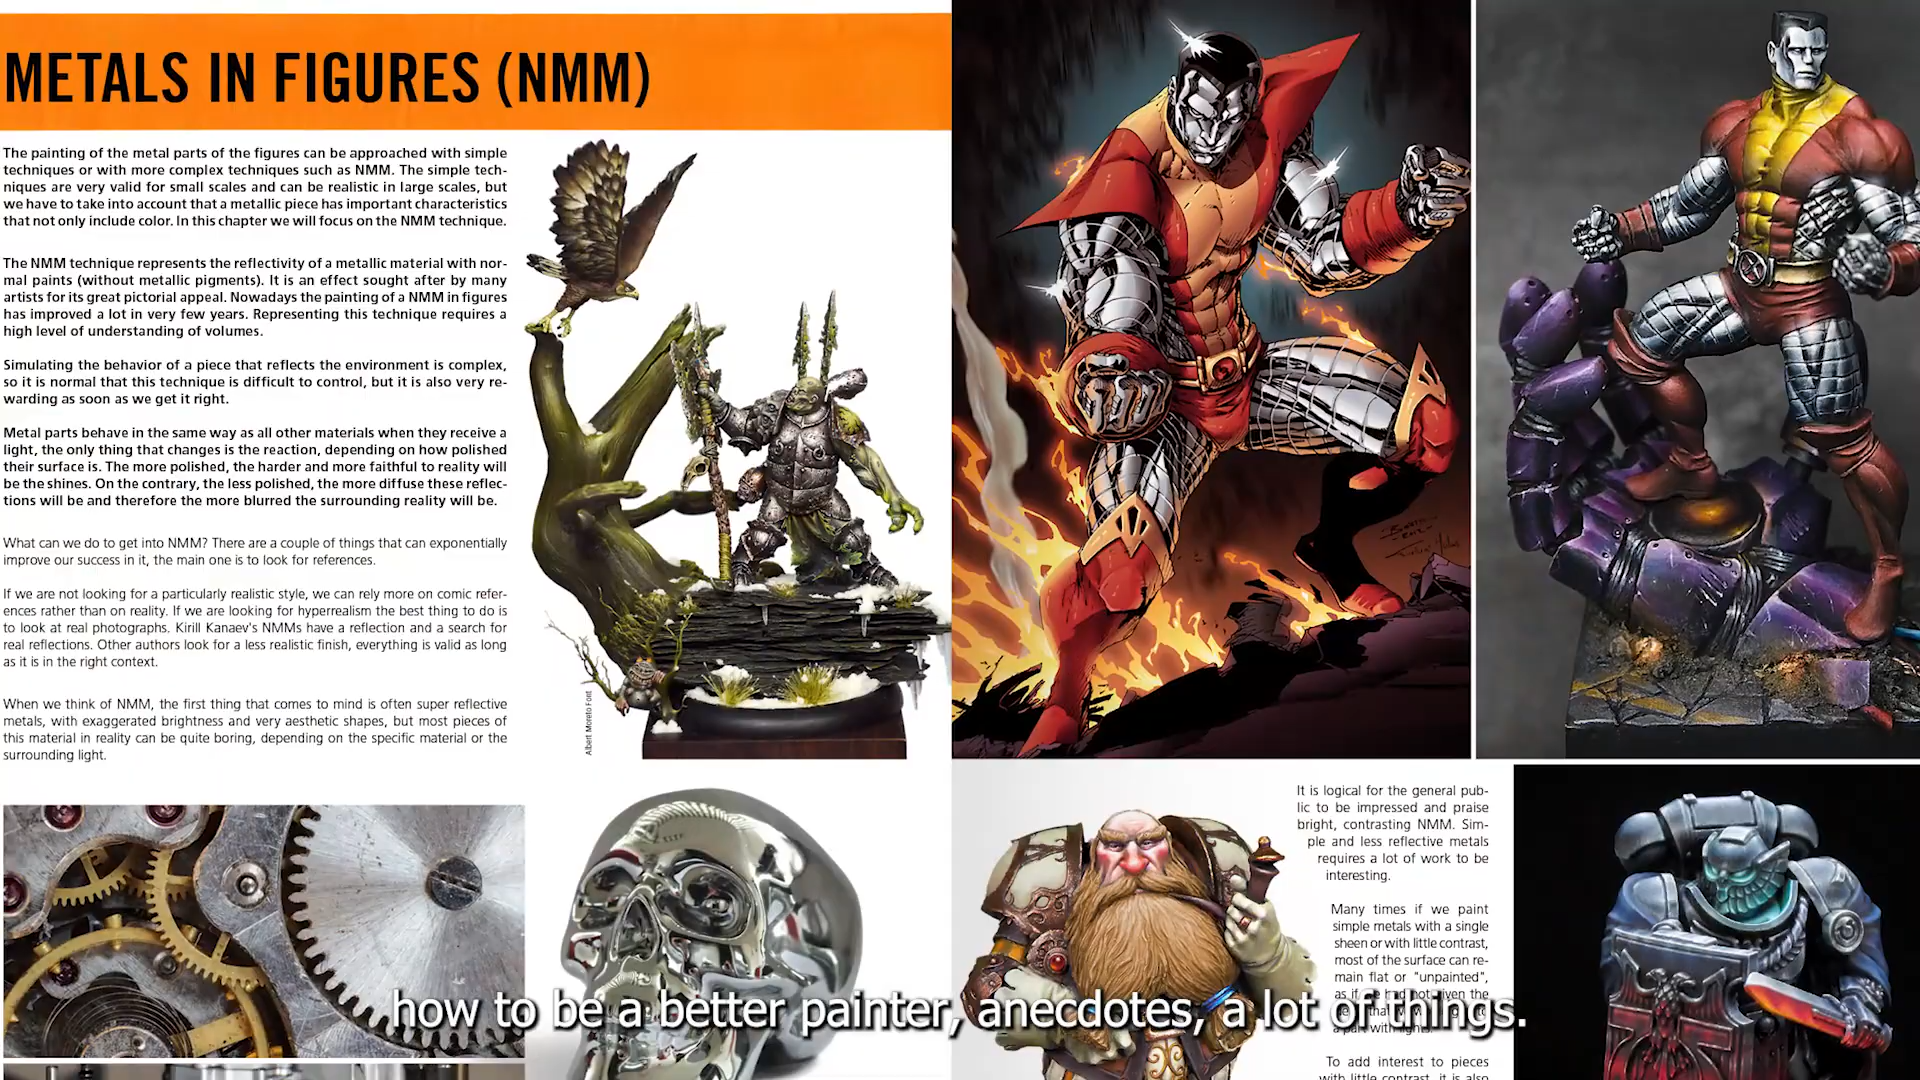 METALS IN FIGURES (NMM)
The painting of the metal parts of the figures can be approached with simple
techniques or with more complex techniques such as NMM. The simple tech-
niques are very valid for small scales and can be realistic in large scales, but
we have to take into account that a metallic piece has important characteristics
that not only include color. In this chapter we will focus on the NMM technique.
The NMM technique represents the reflectivity of a metallic material with nor-
mal paints (without metallic pigments). It is an effect sought after by many
artists for its great pictorial appeal. Nowadays the painting of a NMM in figures
has improved a lot in very few years. Representing this technique requires a
high level of understanding of volumes.
Simulating the behavior of a piece that reflects the environment is complex,
so it is normal that this technique is difficult to control, but it is also very re-
warding as soon as we get it right.
Metal parts behave in the same way as all other materials when they receive a
light, the only thing that changes is the reaction, depending on how polished
their surface is. The more polished, the harder and more faithful to reality will
be the shines. On the contrary, the less polished, the more diffuse these reflec-
tions will be and therefore the more blurred the surrounding reality will be.
What can we do to get into NMM? There are a couple of things that can exponentially
improve our success in it, the main one is to look for references.
If we are not looking for a particularly realistic style, we can rely more on comic refer-
ences rather than on reality. If we are looking for hyperrealism the best thing to do is
to look at real photographs. Kirill Kanaev's NMMs have a reflection and a search for
real reflections. Other authors look for a less realistic finish, everything is valid as long
as it is in the right context.
When we think of NMM, the first thing that comes to mind is often super reflective
metals, with exaggerated brightness and very aesthetic shapes, but most pieces of
this material in reality can be quite boring, depending on the specific material or the
surrounding light.
Albert Moreto Font
It is logical for the general pub-
lic to be impressed and praise
bright, contrasting NMM. Sim-
ple and less reflective metals
requires a lot of work to be
interesting.
Many times if we paint
simple metals with a single
sheen or with little contrast,
most of the surface can re-
main flat or "unpainted",
as if
the
a part with
To add interest to pieces
with little contrast, it is also
how to be a better painter, anecdotes, a lot of things.